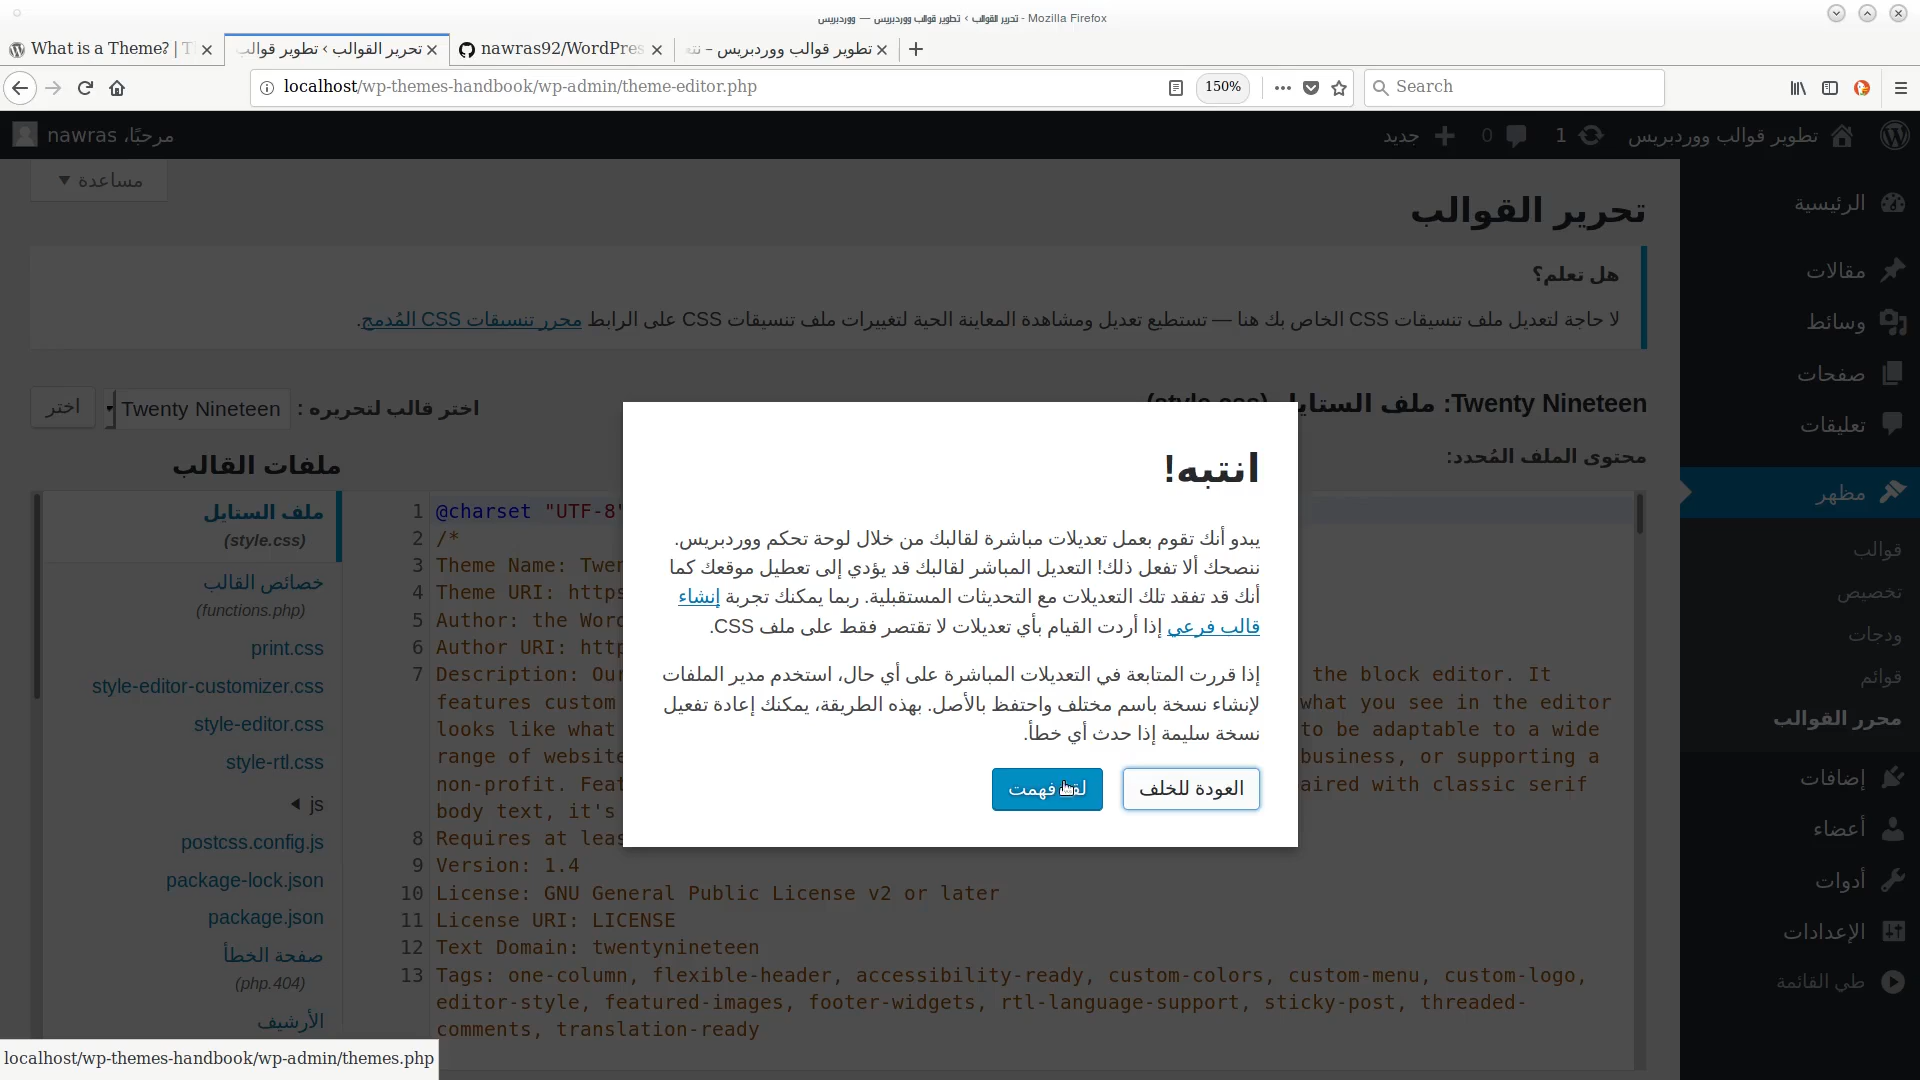 تحرير القوالب ‹ تطوير قوالب ووردبريس — ووردبريس - Mozilla Firefox
What is a Theme? | T
تحرير القوالب ‹ تطوير قوالب
nawras92/WordPres
تطوير قوالب ووردبريس – نتع
localhost/wp-themes-handbook/wp-admin/theme-editor.php
150%
Search
تطوير قوالب ووردبريس
1
0
جديد
مرحبًا، nawras
مساعدة
الرئيسية
مقالات
وسائط
صفحات
تعليقات
مظهر
قوالب
تخصيص
ودجات
قوائم
محرر القوالب
إضافات
أعضاء
أدوات
الإعدادات
طي القائمة
تحرير القوالب
هل تعلم؟
لا حاجة لتعديل ملف تنسيقات CSS الخاص بك هنا — تستطيع تعديل ومشاهدة المعاينة الحية لتغييرات ملف تنسيقات CSS على الرابط محرر تنسيقات CSS المُدمج.
Twenty Nineteen: ملف الستايل (style.css)
اختر قالب لتحريره :
Twenty Nineteen
اختر
محتوى الملف المُحدد:
ملفات القالب
ملف الستايل
(style.css)
خصائص القالب
(functions.php)
print.css
style-editor-customizer.css
style-editor.css
style-rtl.css
js
postcss.config.js
package-lock.json
package.json
صفحة الخطأ
(php.404)
الأرشيف
1 @charset "UTF-8"
2 /*
3 Theme Name: Twen
4 Theme URI: https
5 Author: the Word
6 Author URI: http
7 Description: Our the block editor. It
features custom what you see in the editor
looks like what to be adaptable to a wide
range of website business, or supporting a
non-profit. Feat aired with classic serif
body text, it's
8 Requires at leas
9 Version: 1.4
10 License: GNU General Public License v2 or later
11 License URI: LICENSE
12 Text Domain: twentynineteen
13 Tags: one-column, flexible-header, accessibility-ready, custom-colors, custom-menu, custom-logo,
editor-style, featured-images, footer-widgets, rtl-language-support, sticky-post, threaded-
comments, translation-ready
انتبه!
يبدو أنك تقوم بعمل تعديلات مباشرة لقالبك من خلال لوحة تحكم ووردبريس.
ننصحك ألا تفعل ذلك! التعديل المباشر لقالبك قد يؤدي إلى تعطيل موقعك كما
أنك قد تفقد تلك التعديلات مع التحديثات المستقبلية. ربما يمكنك تجربة إنشاء
قالب فرعي إذا أردت القيام بأي تعديلات لا تقتصر فقط على ملف CSS.
إذا قررت المتابعة في التعديلات المباشرة على أي حال، استخدم مدير الملفات
لإنشاء نسخة باسم مختلف واحتفظ بالأصل. بهذه الطريقة، يمكنك إعادة تفعيل
نسخة سليمة إذا حدث أي خطأ.
العودة للخلف
لقد فهمت
localhost/wp-themes-handbook/wp-admin/themes.php